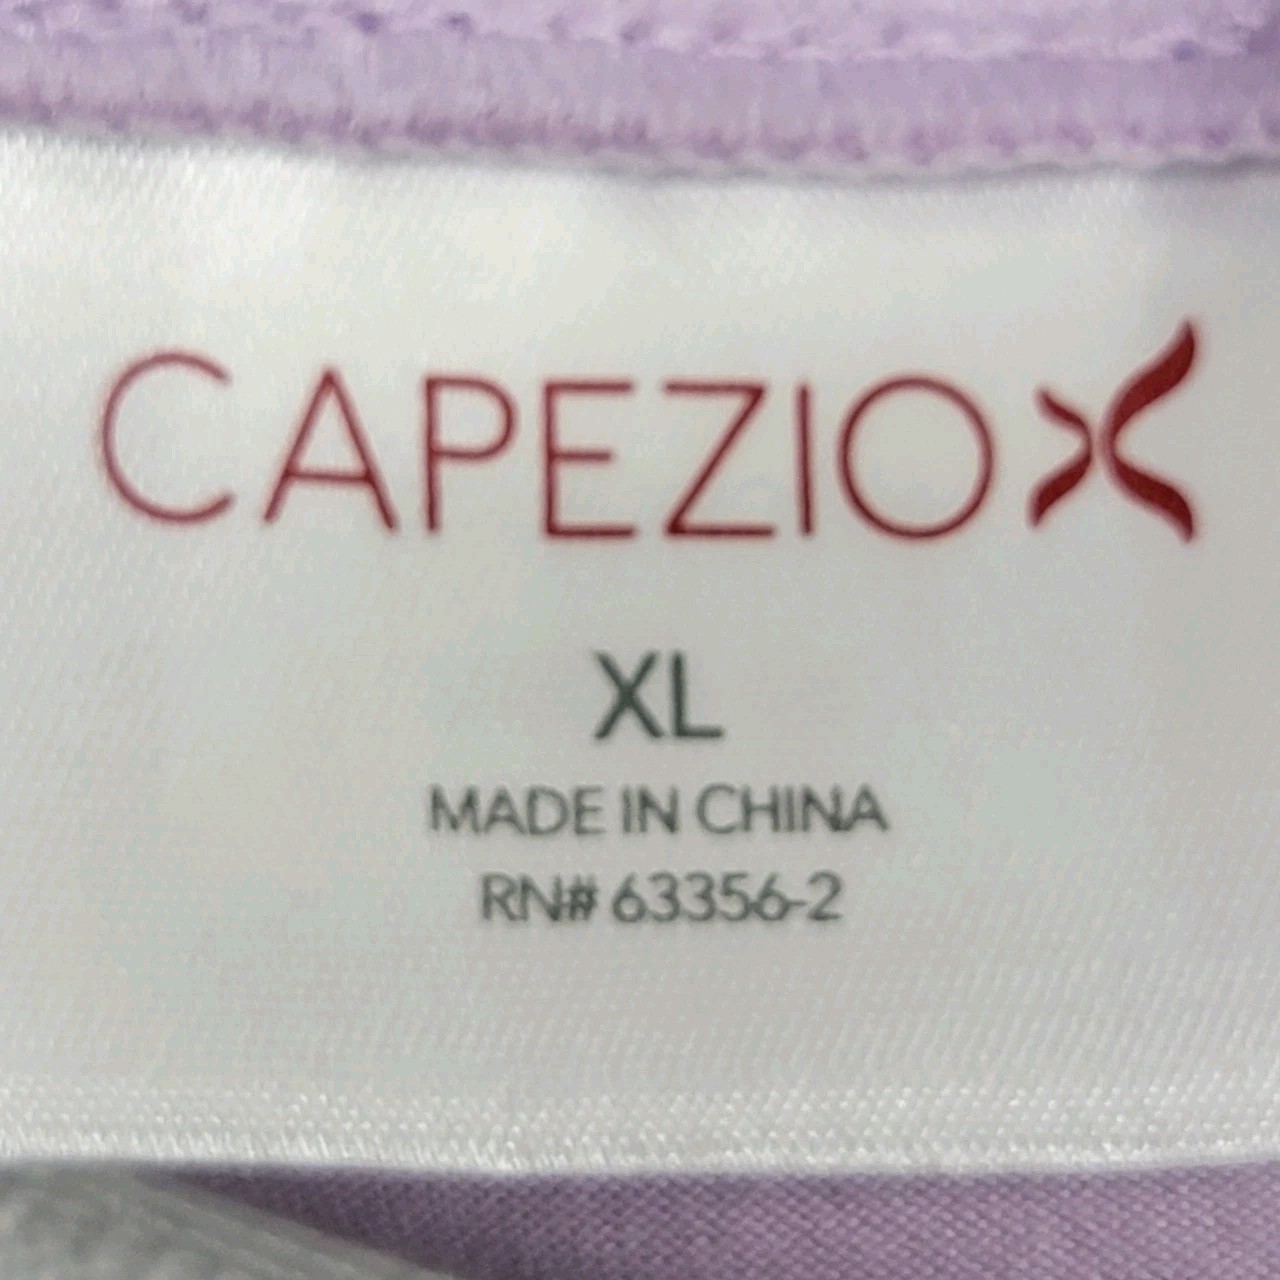 CAPEZIO
XL
MADE IN CHINA
RN# 63356-2